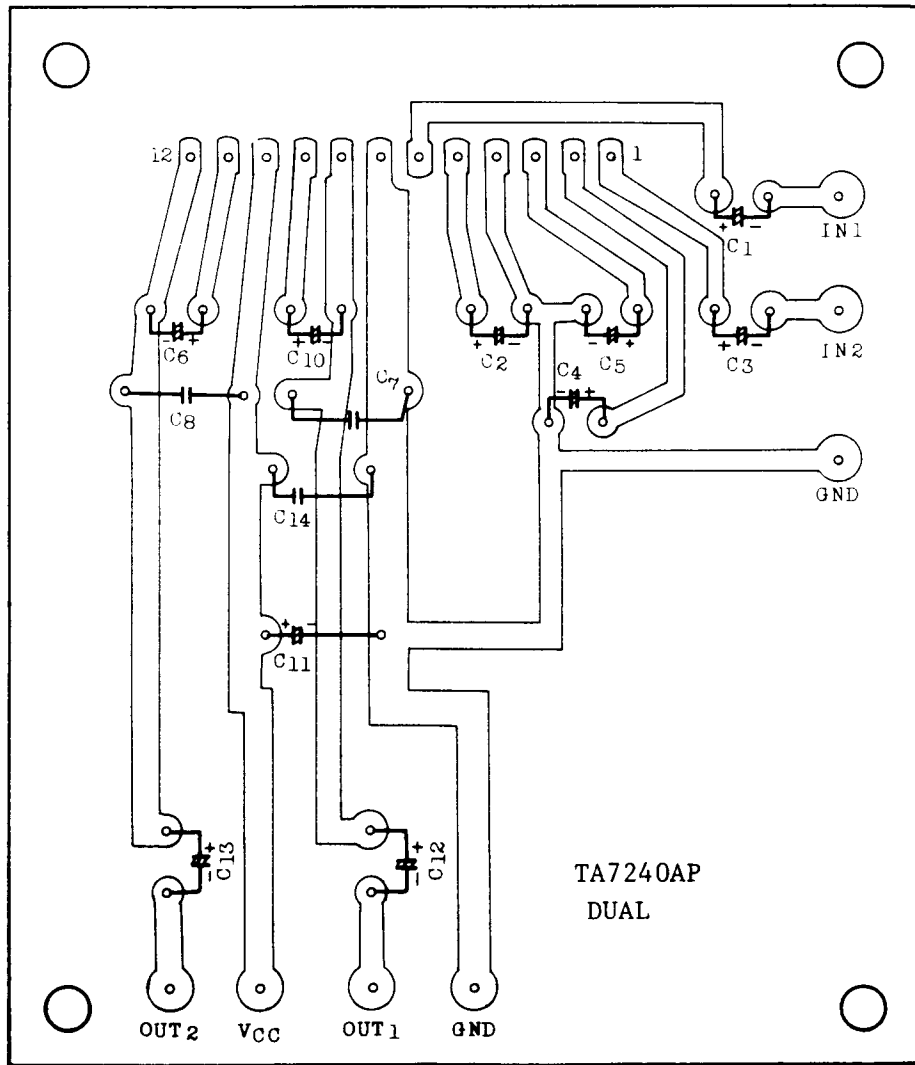 12
1
+ C1 -
IN1
- C6 +
+ C10 -
+ C2 -
- C5 +
+ C3 -
IN2
C8
C7
- C4 +
C14
GND
+ C11 -
+ C13 -
+ C12 -
TA7240AP
DUAL
OUT2
VCC
OUT1
GND